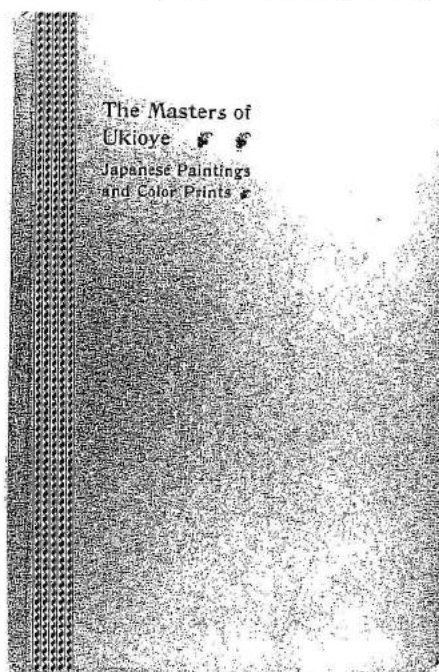 The Masters of
Ukioye
Japanese Paintings
and Color Prints